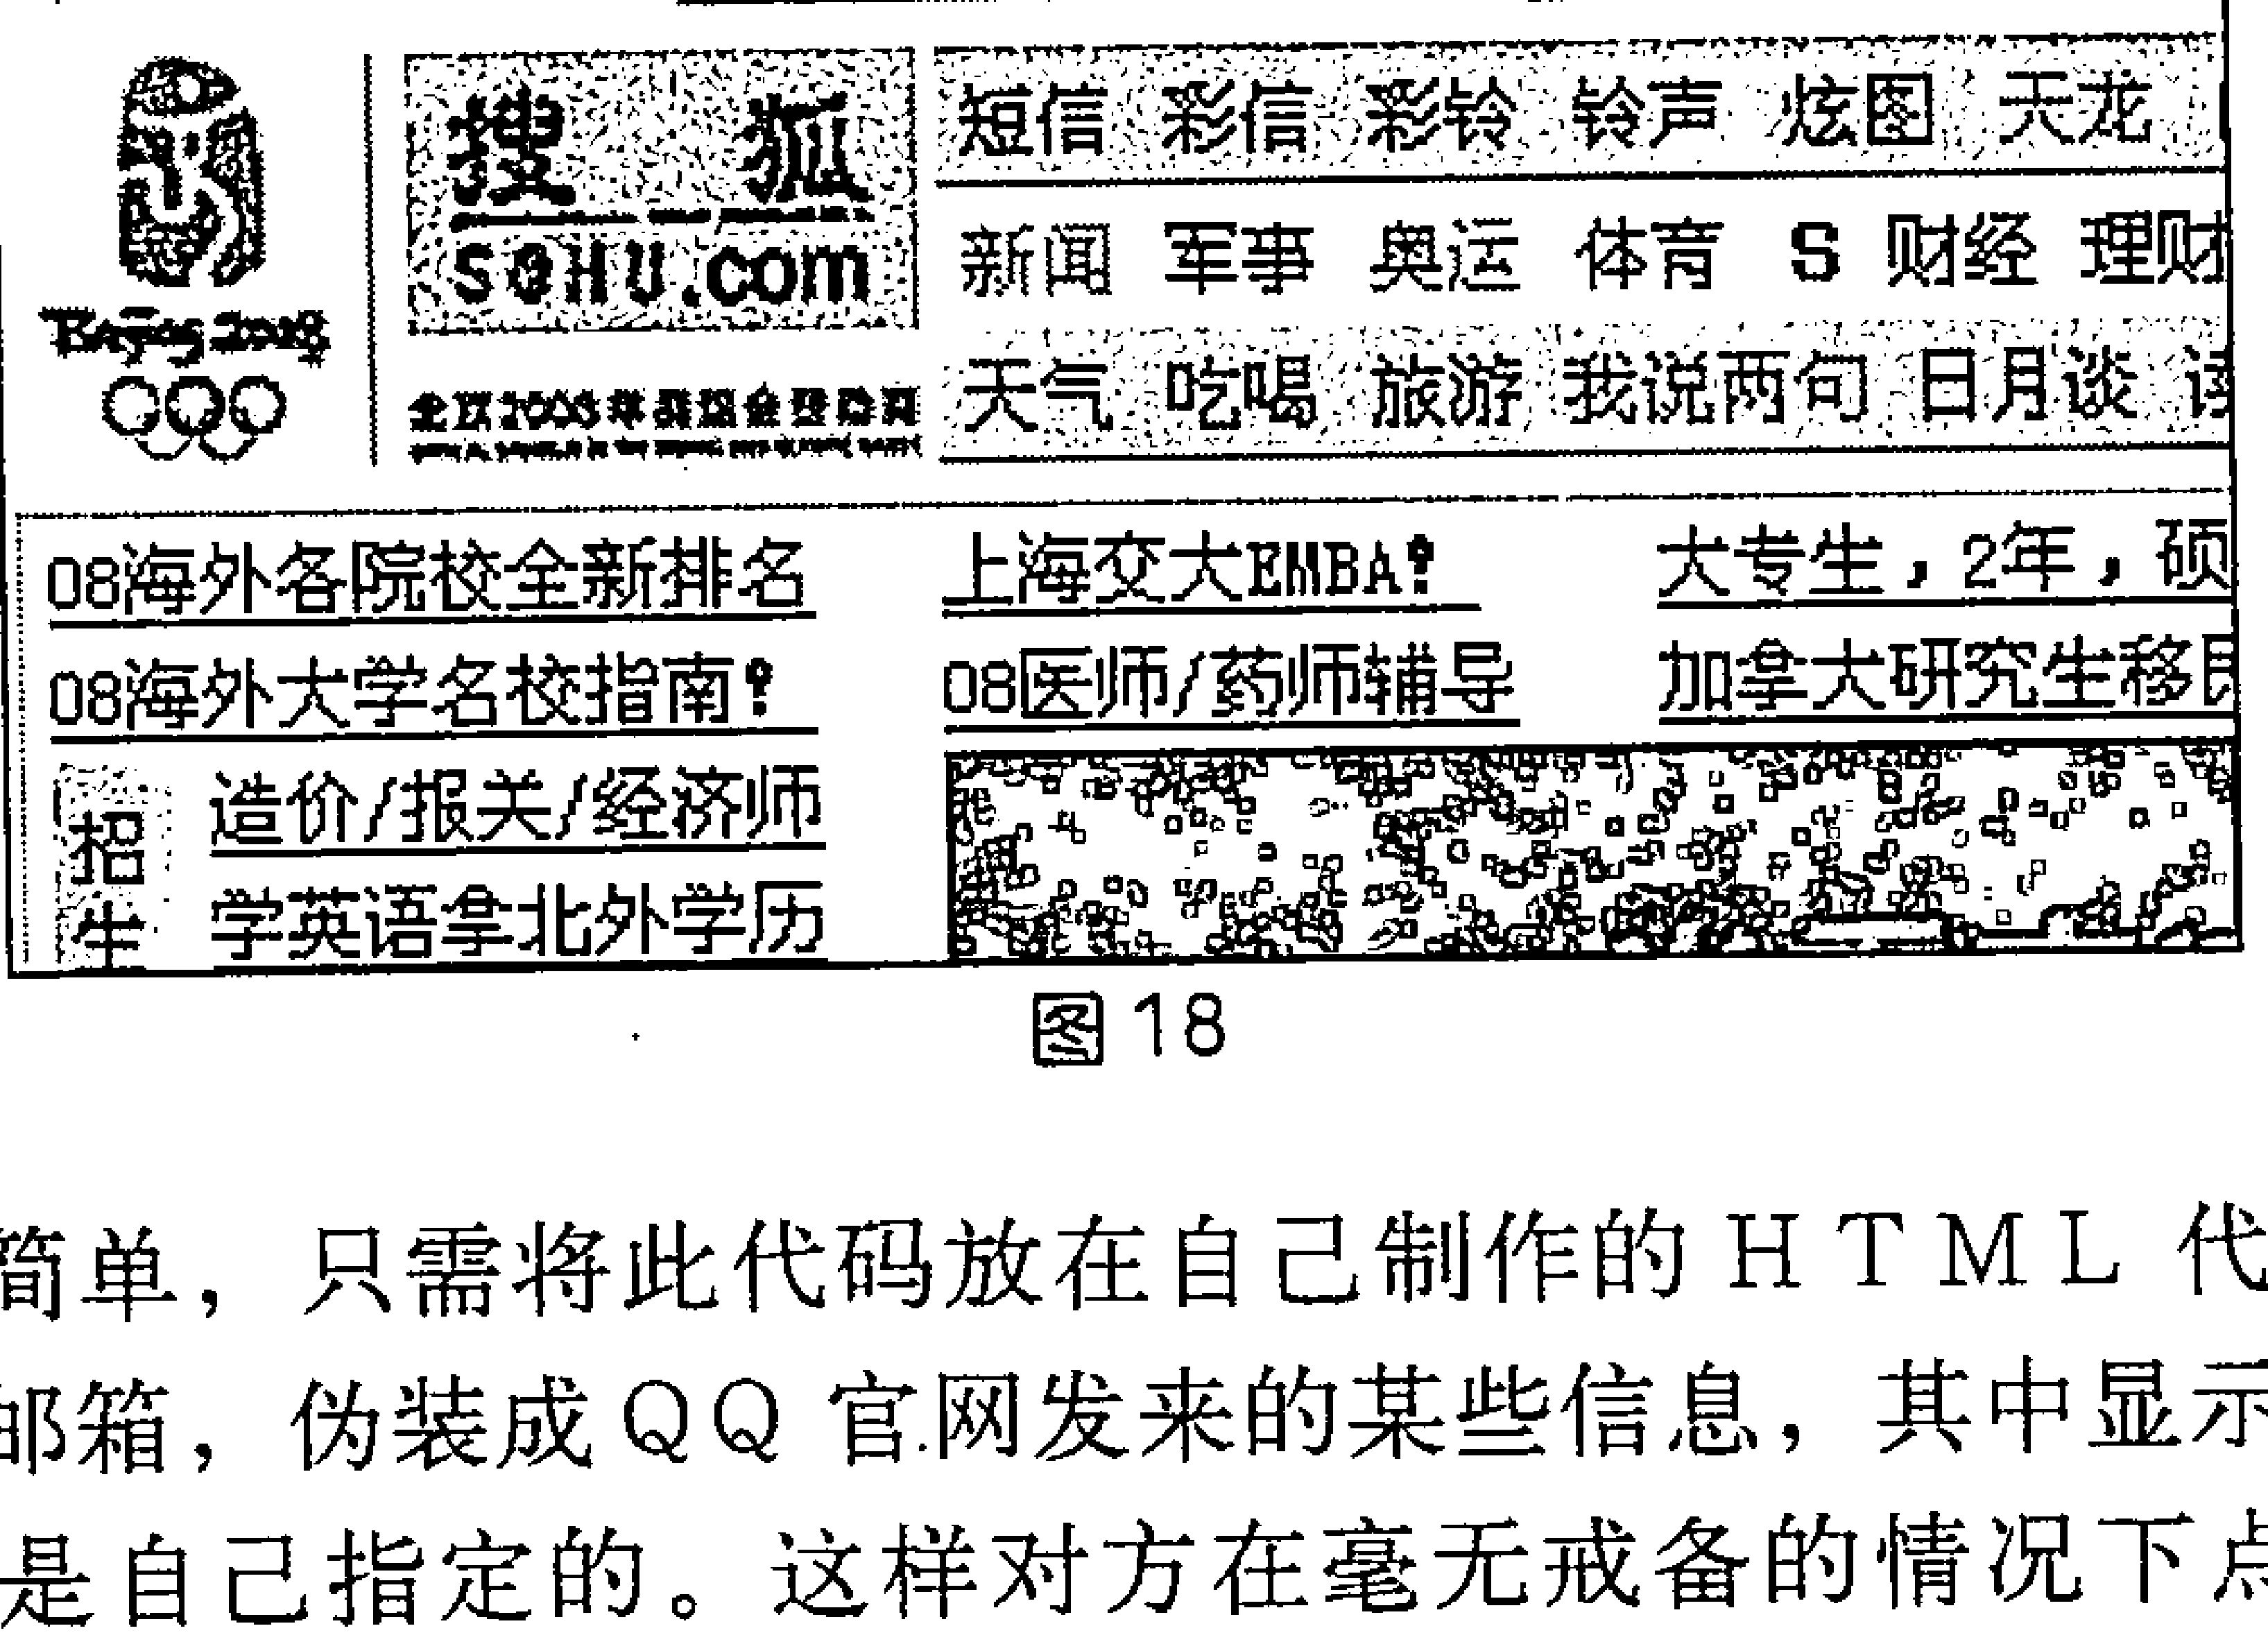 Beijing 2008
搜狐
SOHU.com
短信 彩信 彩铃 铃声 炫图 天龙
新闻 军事 奥运 体育 S 财经 理财
天气 吃喝 旅游 我说两句 日月谈 读
08海外各院校全新排名 上海交大EMBA! 大专生，2年，硕
08海外大学名校指南! 08医师/药师辅导 加拿大研究生移民
招生
造价/报关/经济师
学英语拿北外学历
图18
简单，只需将此代码放在自己制作的HTML代
邮箱，伪装成QQ官网发来的某些信息，其中显示
是自己指定的。这样对方在毫无戒备的情况下点